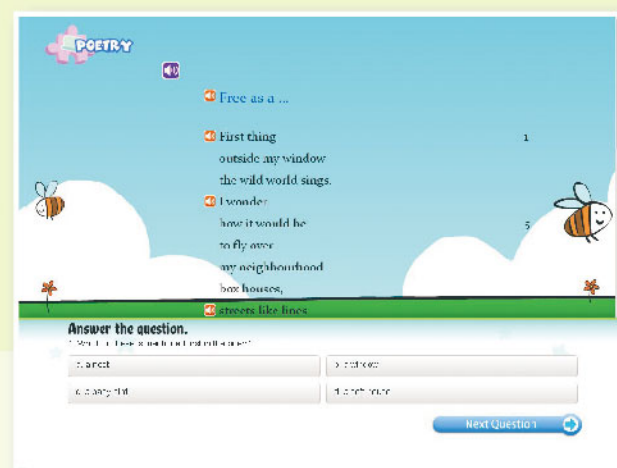 POETRY
Free as a ...
First thing 1
outside my window
the wild world sings.
I wonder
how it would be 5
to fly over
my neighbourhood
box houses,
streets like lines
Answer the question.
a window
Next Question